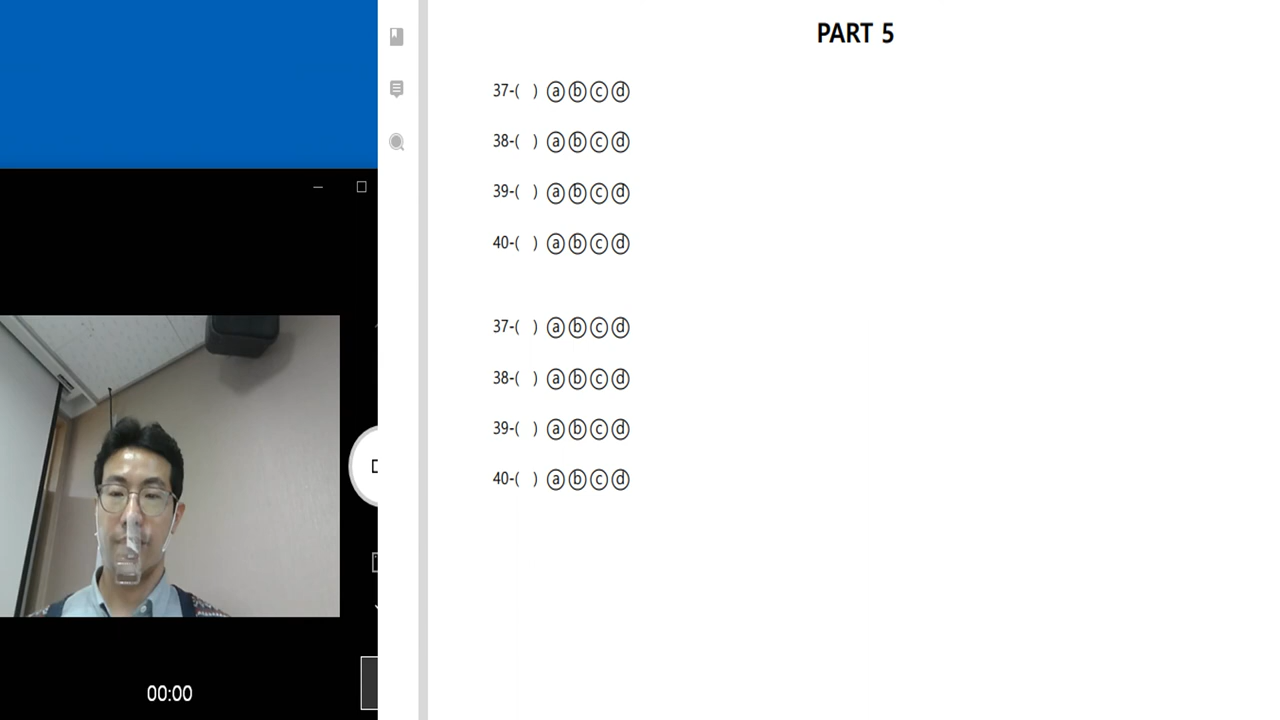 PART 5
37-( ) ⓐⓑⓒⓓ
38-( ) ⓐⓑⓒⓓ
39-( ) ⓐⓑⓒⓓ
40-( ) ⓐⓑⓒⓓ
37-( ) ⓐⓑⓒⓓ
38-( ) ⓐⓑⓒⓓ
39-( ) ⓐⓑⓒⓓ
40-( ) ⓐⓑⓒⓓ
00:00